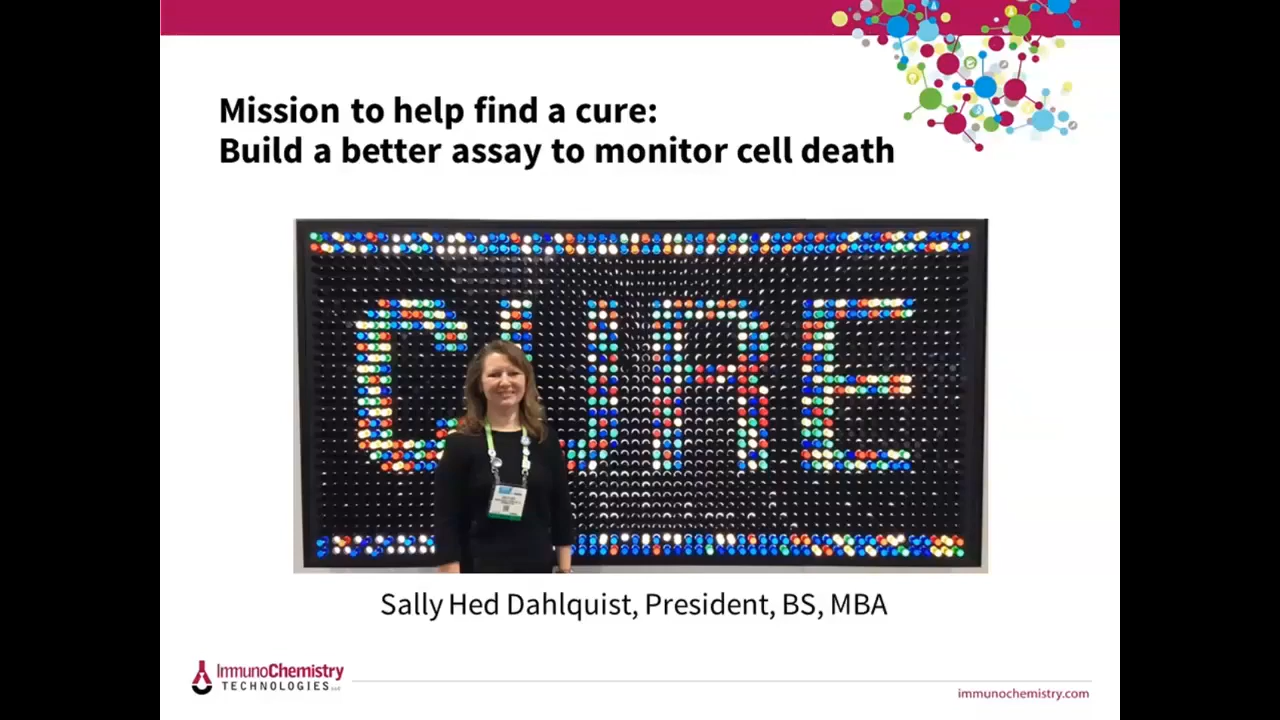 Mission to help find a cure:
Build a better assay to monitor cell death
CURE
Sally Hed Dahlquist, President, BS, MBA
ImmunoChemistry
TECHNOLOGIES
immunochemistry.com